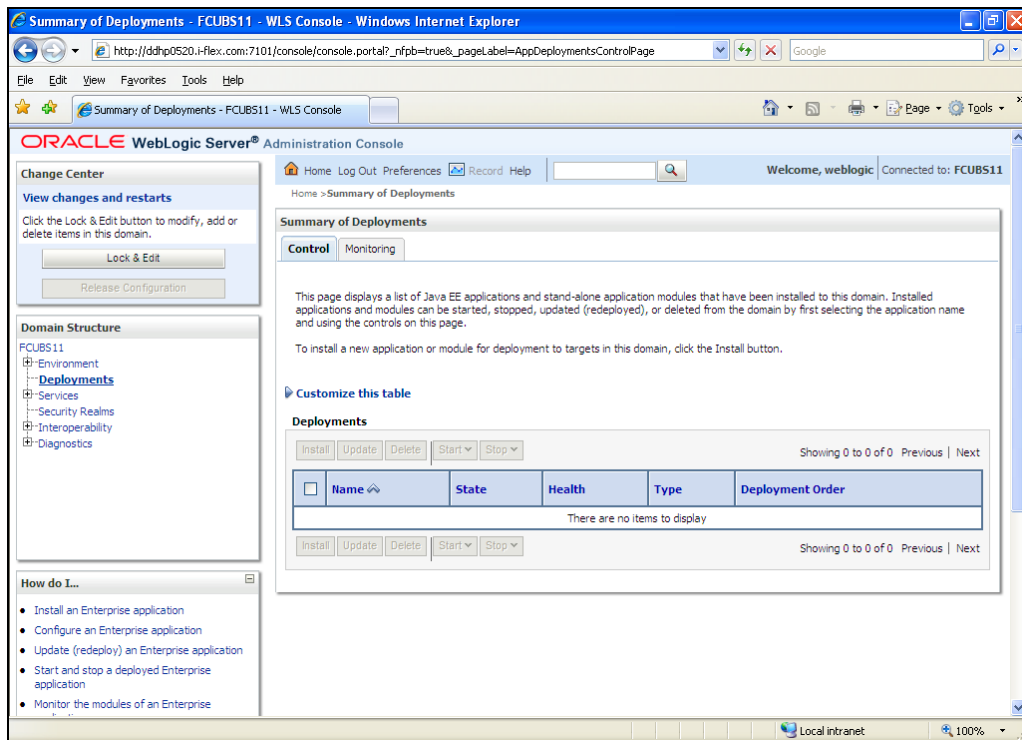 Summary of Deployments - FCUBS11 - WLS Console - Windows Internet Explorer
http://ddhp0520.i-flex.com:7101/console/console.portal?_nfpb=true&_pageLabel=AppDeploymentsControlPage
Google
File Edit View Favorites Tools Help
Summary of Deployments - FCUBS11 - WLS Console
Page Tools
ORACLE WebLogic Server® Administration Console
Change Center
View changes and restarts
Click the Lock & Edit button to modify, add or
delete items in this domain.
Lock & Edit
Release Configuration
Domain Structure
FCUBS11
Environment
Deployments
Services
Security Realms
Interoperability
Diagnostics
How do I...
Install an Enterprise application
Configure an Enterprise application
Update (redeploy) an Enterprise application
Start and stop a deployed Enterprise
application
Monitor the modules of an Enterprise
Home Log Out Preferences Record Help
Welcome, weblogic Connected to: FCUBS11
Home >Summary of Deployments
Summary of Deployments
Control Monitoring
This page displays a list of Java EE applications and stand-alone application modules that have been installed to this domain. Installed
applications and modules can be started, stopped, updated (redeployed), or deleted from the domain by first selecting the application name
and using the controls on this page.
To install a new application or module for deployment to targets in this domain, click the Install button.
Customize this table
Deployments
Install Update Delete Start Stop Showing 0 to 0 of 0 Previous | Next
Name State Health Type Deployment Order
There are no items to display
Install Update Delete Start Stop Showing 0 to 0 of 0 Previous | Next
Local intranet 100%